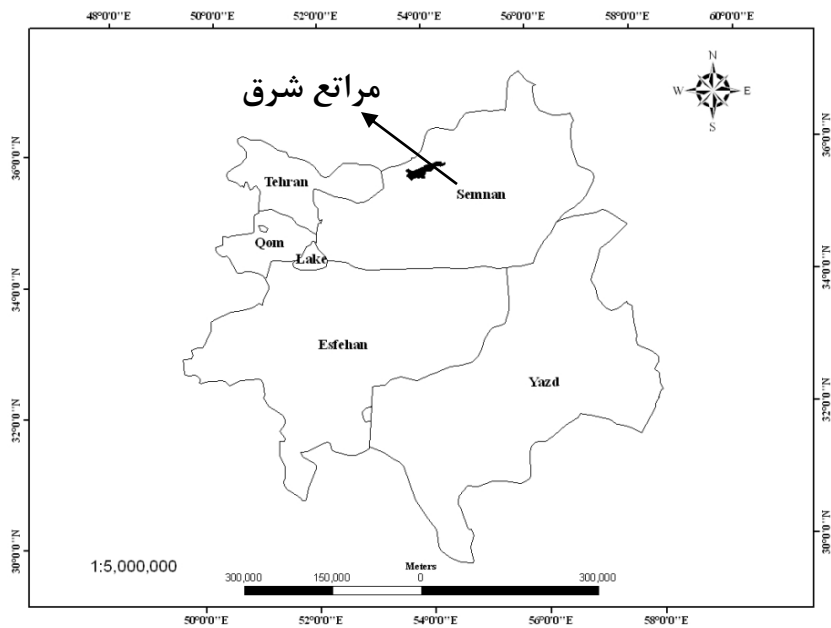 48°0'0"E 50°0'0"E 52°0'0"E 54°0'0"E 56°0'0"E 58°0'0"E 60°0'0"E
N
W E
S
مراتع شرق
36°0'0"N 36°0'0"N
Tehran
Semnan
Qom
Lake
34°0'0"N 34°0'0"N
Esfehan
Yazd
32°0'0"N 32°0'0"N
30°0'0"N 30°0'0"N
1:5,000,000
Meters
300,000 150,000 0 300,000
50°0'0"E 52°0'0"E 54°0'0"E 56°0'0"E 58°0'0"E